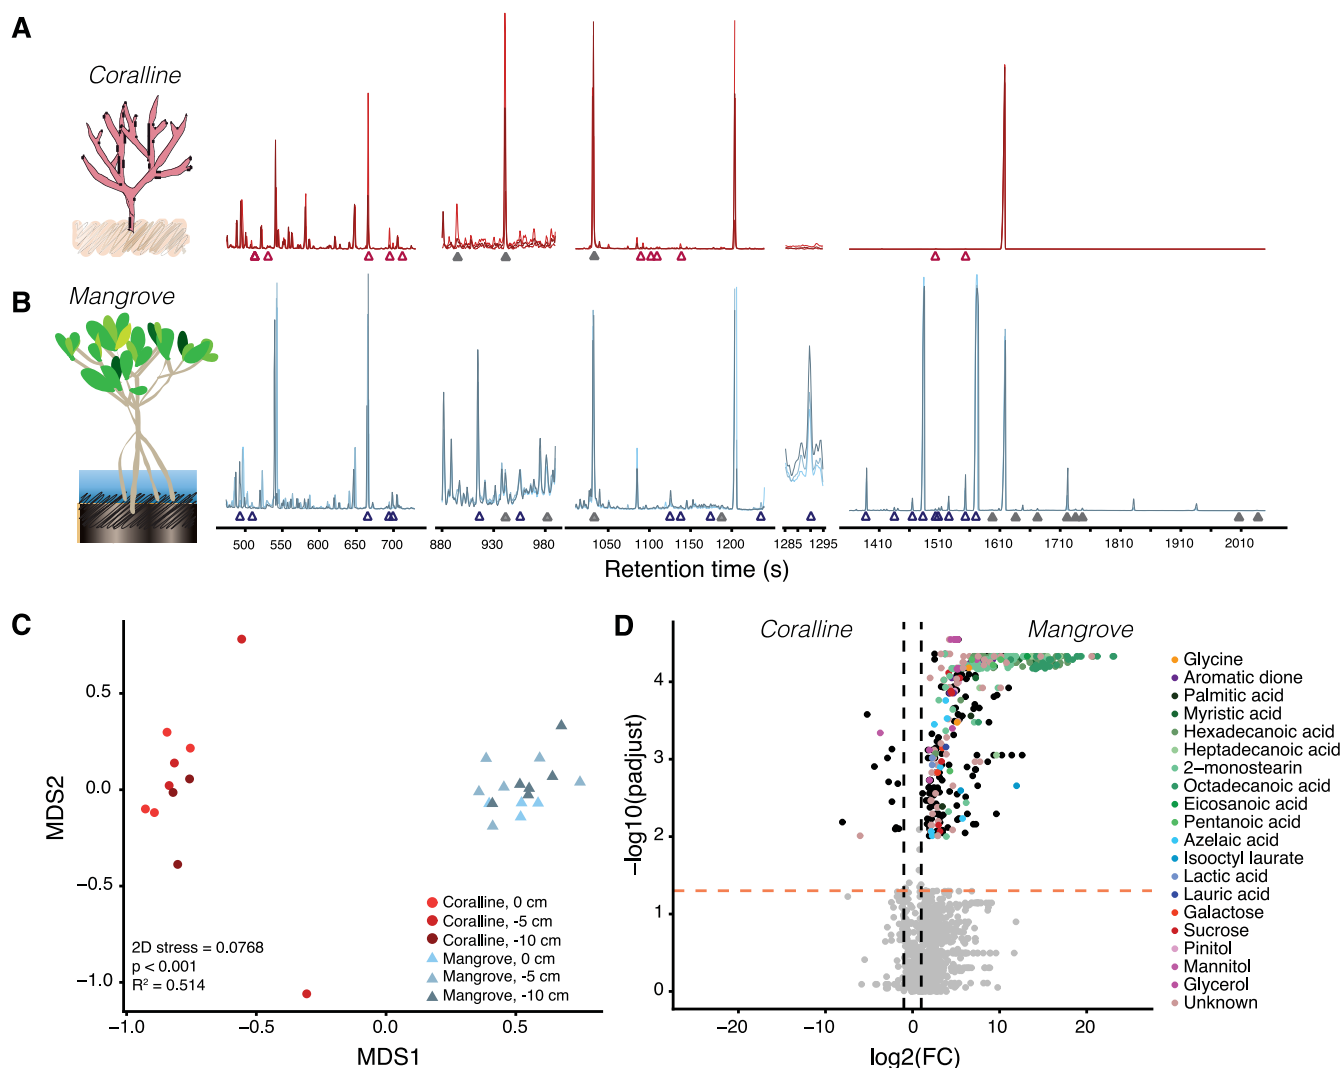 A
Coralline
B
Mangrove
500 550 600 650 700 880 930 980 1050 1100 1150 1200 1285 1295 1410 1510 1610 1710 1810 1910 2010
Retention time (s)
C
MDS2
0.5
0.0
−0.5
−1.0
Coralline, 0 cm
Coralline, -5 cm
Coralline, -10 cm
Mangrove, 0 cm
Mangrove, -5 cm
Mangrove, -10 cm
2D stress = 0.0768
p < 0.001
R² = 0.514
−1.0 −0.5 0.0 0.5
MDS1
D
Coralline Mangrove
−log10(padjust)
4
3
2
1
0
−20 −10 0 10 20
log2(FC)
Glycine
Aromatic dione
Palmitic acid
Myristic acid
Hexadecanoic acid
Heptadecanoic acid
2−monostearin
Octadecanoic acid
Eicosanoic acid
Pentanoic acid
Azelaic acid
Isooctyl laurate
Lactic acid
Lauric acid
Galactose
Sucrose
Pinitol
Mannitol
Glycerol
Unknown